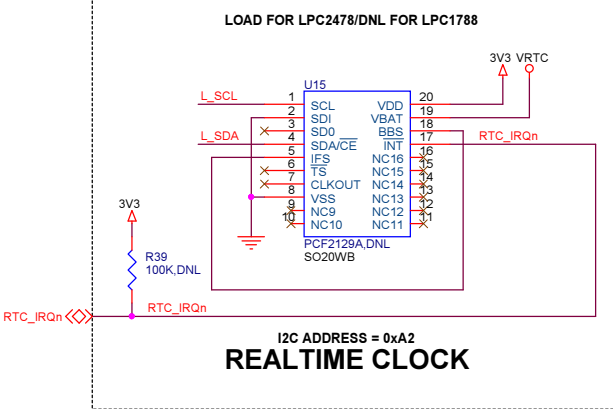 LOAD FOR LPC2478/DNL FOR LPC1788
3V3 VRTC
U15
L_SCL 1 SCL VDD 20
2 SDI VBAT 19
3 SD0 BBS 18
L_SDA 4 SDA/CE INT 17 RTC_IRQn
5 IFS NC16 16
6 TS NC15 15
7 CLKOUT NC14 14
8 VSS NC13 13
9 NC9 NC12 12
10 NC10 NC11 11
PCF2129A,DNL
SO20WB
3V3
R39
100K,DNL
RTC_IRQn
RTC_IRQn
I2C ADDRESS = 0xA2
REALTIME CLOCK